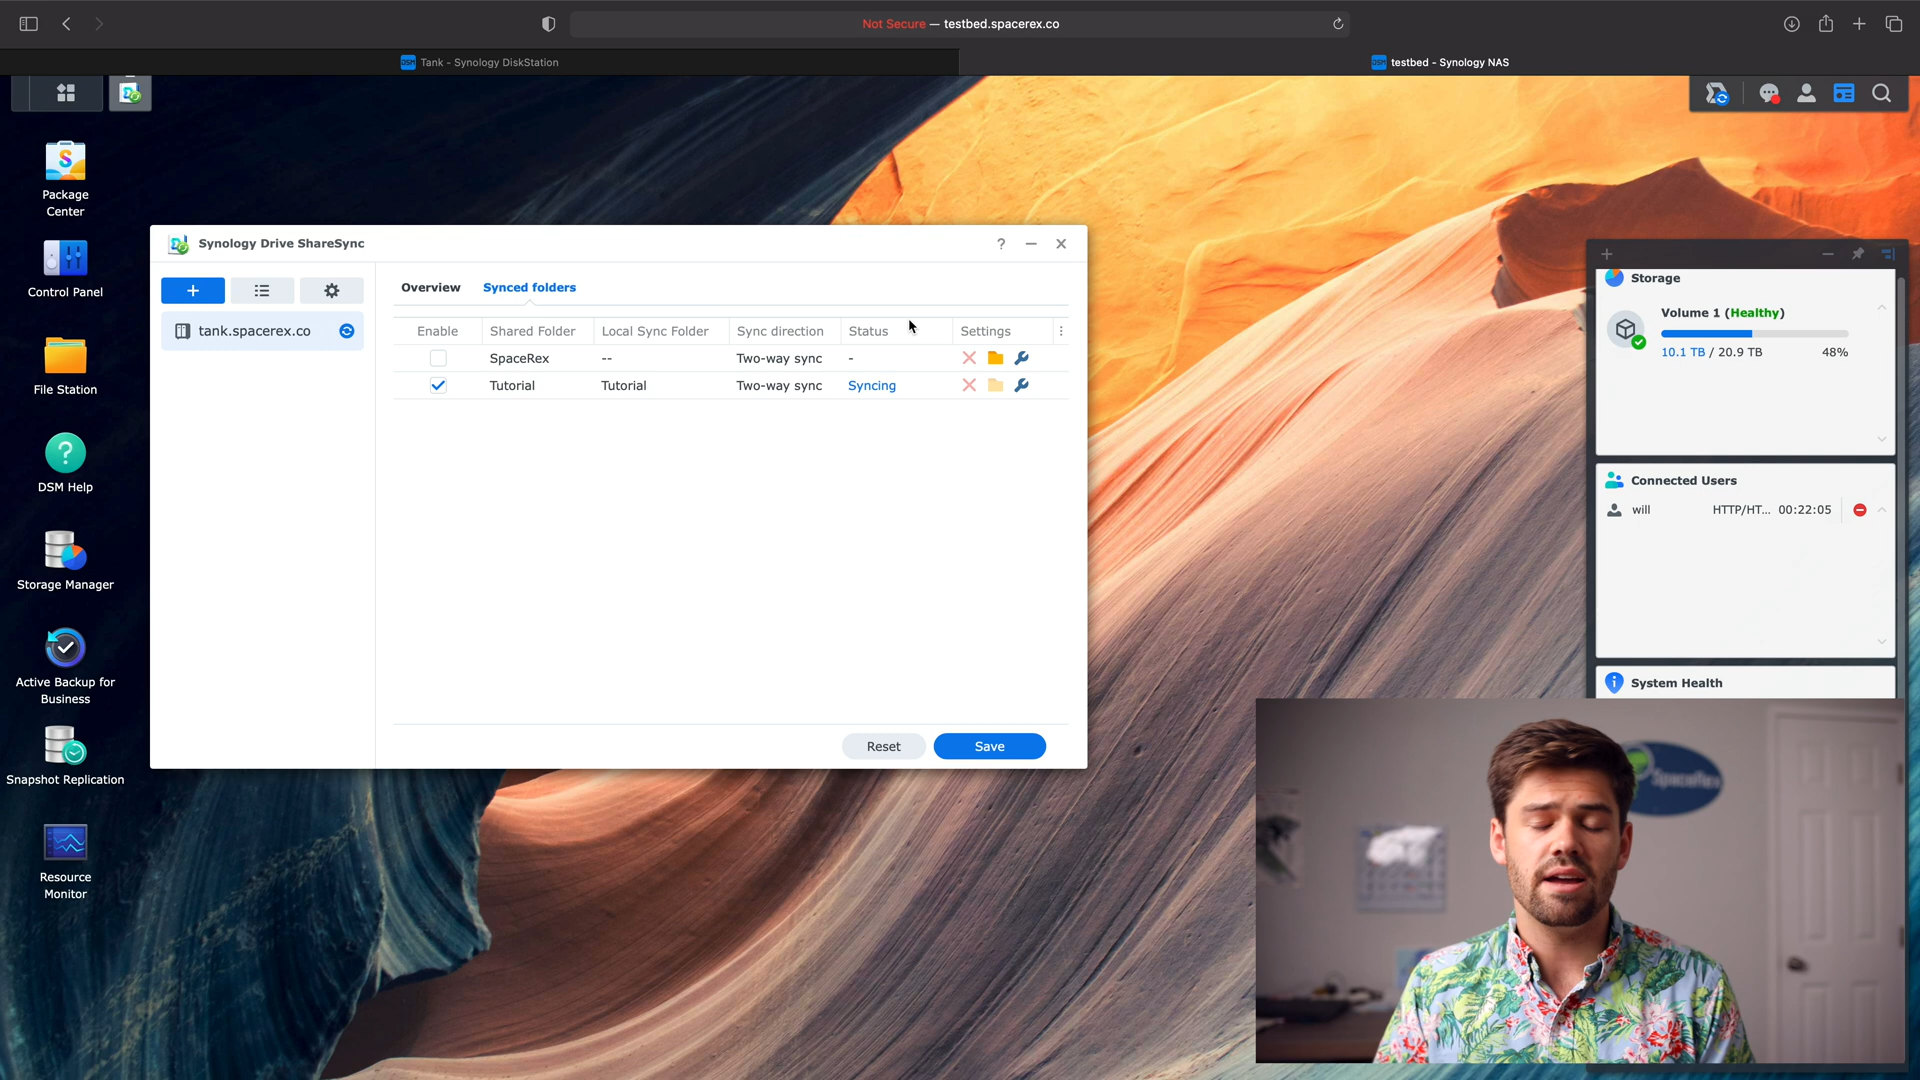 Not Secure — testbed.spacerex.co
Tank - Synology DiskStation
testbed - Synology NAS
Package
Center
Control Panel
File Station
DSM Help
Storage Manager
Active Backup for
Business
Snapshot Replication
Resource
Monitor
Synology Drive ShareSync
?
tank.spacerex.co
Overview
Synced folders
Enable Shared Folder Local Sync Folder Sync direction Status Settings
SpaceRex -- Two-way sync -
Tutorial Tutorial Two-way sync Syncing
Reset
Save
Storage
Volume 1 (Healthy)
10.1 TB / 20.9 TB 48%
Connected Users
will HTTP/HT... 00:22:05
System Health
SpaceRex